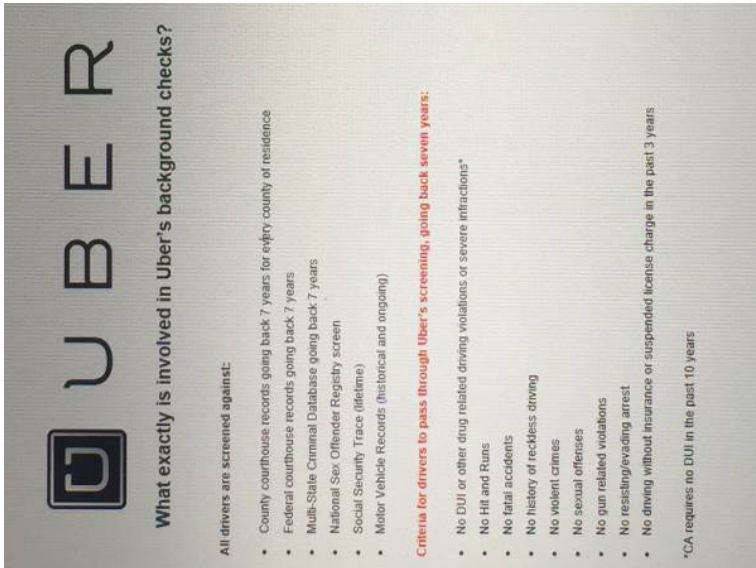 U B E R
What exactly is involved in Uber's background checks?
All drivers are screened against:
• County courthouse records going back 7 years for every county of residence
• Federal courthouse records going back 7 years
• Multi-State Criminal Database going back 7 years
• National Sex Offender Registry screen
• Social Security Trace (lifetime)
• Motor Vehicle Records (historical and ongoing)
Criteria for drivers to pass through Uber's screening, going back seven years:
• No DUI or other drug related driving violations or severe infractions*
• No Hit and Runs
• No fatal accidents
• No history of reckless driving
• No violent crimes
• No sexual offenses
• No gun related violations
• No resisting/evading arrest
• No driving without insurance or suspended license charge in the past 3 years
*CA requires no DUI in the past 10 years